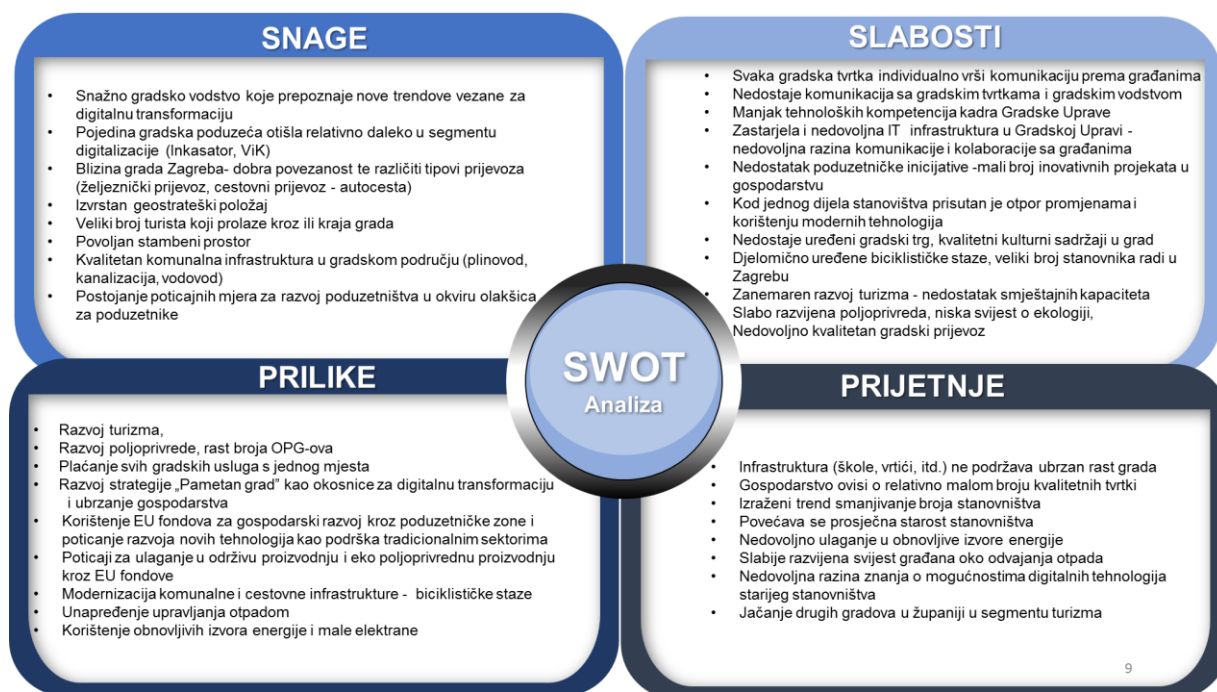 SNAGE
• Snažno gradsko vodstvo koje prepoznaje nove trendove vezane za
digitalnu transformaciju
• Pojedina gradska poduzeća otišla relativno daleko u segmentu
digitalizacije (Inkasator, ViK)
• Blizina grada Zagreba- dobra povezanost te različiti tipovi prijevoza
(željeznički prijevoz, cestovni prijevoz - autocesta)
• Izvrstan geostrateški položaj
• Veliki broj turista koji prolaze kroz ili kraja grada
• Povoljan stambeni prostor
• Kvalitetan komunalna infrastruktura u gradskom području (plinovod,
kanalizacija, vodovod)
• Postojanje poticajnih mjera za razvoj poduzetništva u okviru olakšica
za poduzetnike
SLABOSTI
• Svaka gradska tvrtka individualno vrši komunikaciju prema građanima
• Nedostaje komunikacija sa gradskim tvrtkama i gradskim vodstvom
• Manjak tehnoloških kompetencija kadra Gradske Uprave
• Zastarjela i nedovoljna IT infrastruktura u Gradskoj Upravi -
nedovoljna razina komunikacije i kolaboracije sa građanima
• Nedostatak poduzetničke inicijative -mali broj inovativnih projekata u
gospodarstvu
• Kod jednog dijela stanovništva prisutan je otpor promjenama i
korištenju modernih tehnologija
• Nedostaje uređeni gradski trg, kvalitetni kulturni sadržaji u grad
• Djelomično uređene biciklističke staze, veliki broj stanovnika radi u
Zagrebu
• Zanemaren razvoj turizma - nedostatak smještajnih kapaciteta
Slabo razvijena poljoprivreda, niska svijest o ekologiji,
Nedovoljno kvalitetan gradski prijevoz
SWOT
Analiza
PRILIKE
• Razvoj turizma,
• Razvoj poljoprivrede, rast broja OPG-ova
• Plaćanje svih gradskih usluga s jednog mjesta
• Razvoj strategije „Pametan grad” kao okosnice za digitalnu transformaciju
i ubrzanje gospodarstva
• Korištenje EU fondova za gospodarski razvoj kroz poduzetničke zone i
poticanje razvoja novih tehnologija kao podrška tradicionalnim sektorima
• Poticaji za ulaganje u održivu proizvodnju i eko poljoprivrednu proizvodnju
kroz EU fondove
• Modernizacija komunalne i cestovne infrastrukture - biciklističke staze
• Unapređenje upravljanja otpadom
• Korištenje obnovljivih izvora energije i male elektrane
PRIJETNJE
• Infrastruktura (škole, vrtići, itd.) ne podržava ubrzan rast grada
• Gospodarstvo ovisi o relativno malom broju kvalitetnih tvrtki
• Izraženi trend smanjivanje broja stanovništva
• Povećava se prosječna starost stanovništva
• Nedovoljno ulaganje u obnovljive izvore energije
• Slabije razvijena svijest građana oko odvajanja otpada
• Nedovoljna razina znanja o mogućnostima digitalnih tehnologija
starijeg stanovništva
• Jačanje drugih gradova u županiji u segmentu turizma
9